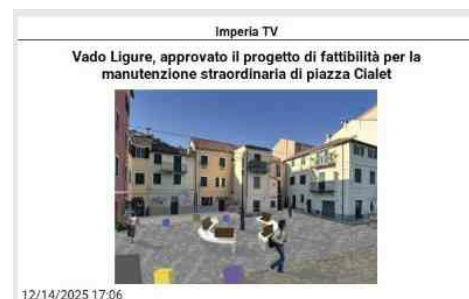 Imperia TV
Vado Ligure, approvato il progetto di fattibilità per la
manutenzione straordinaria di piazza Cialet
12/14/2025 17:06